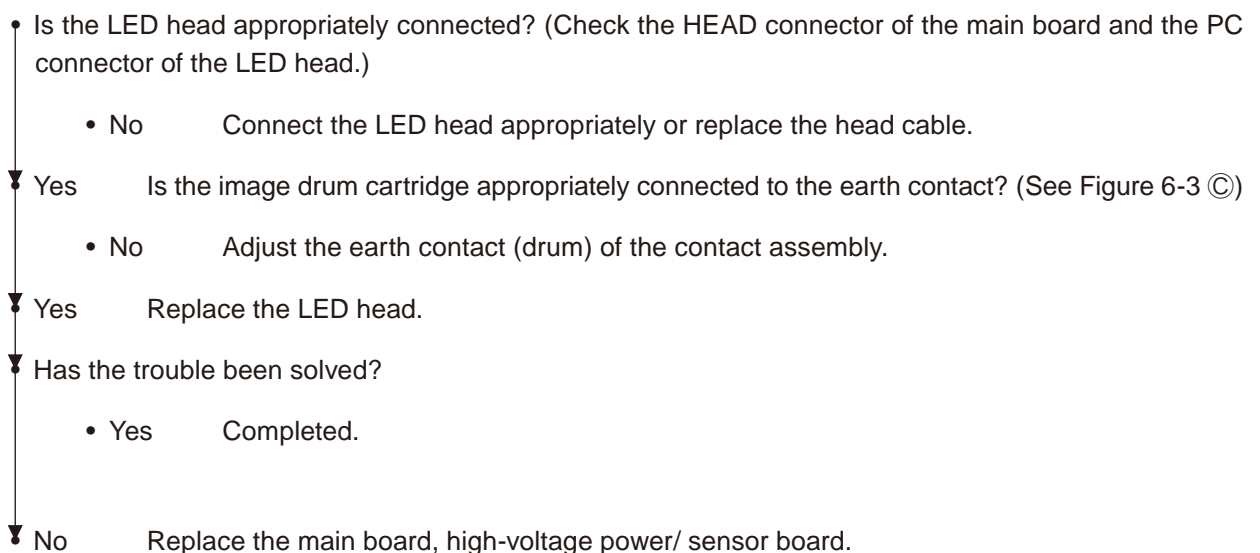 • Is the LED head appropriately connected? (Check the HEAD connector of the main board and the PC
connector of the LED head.)
• No Connect the LED head appropriately or replace the head cable.
Yes Is the image drum cartridge appropriately connected to the earth contact? (See Figure 6-3 Ⓒ)
• No Adjust the earth contact (drum) of the contact assembly.
Yes Replace the LED head.
Has the trouble been solved?
• Yes Completed.
No Replace the main board, high-voltage power/ sensor board.